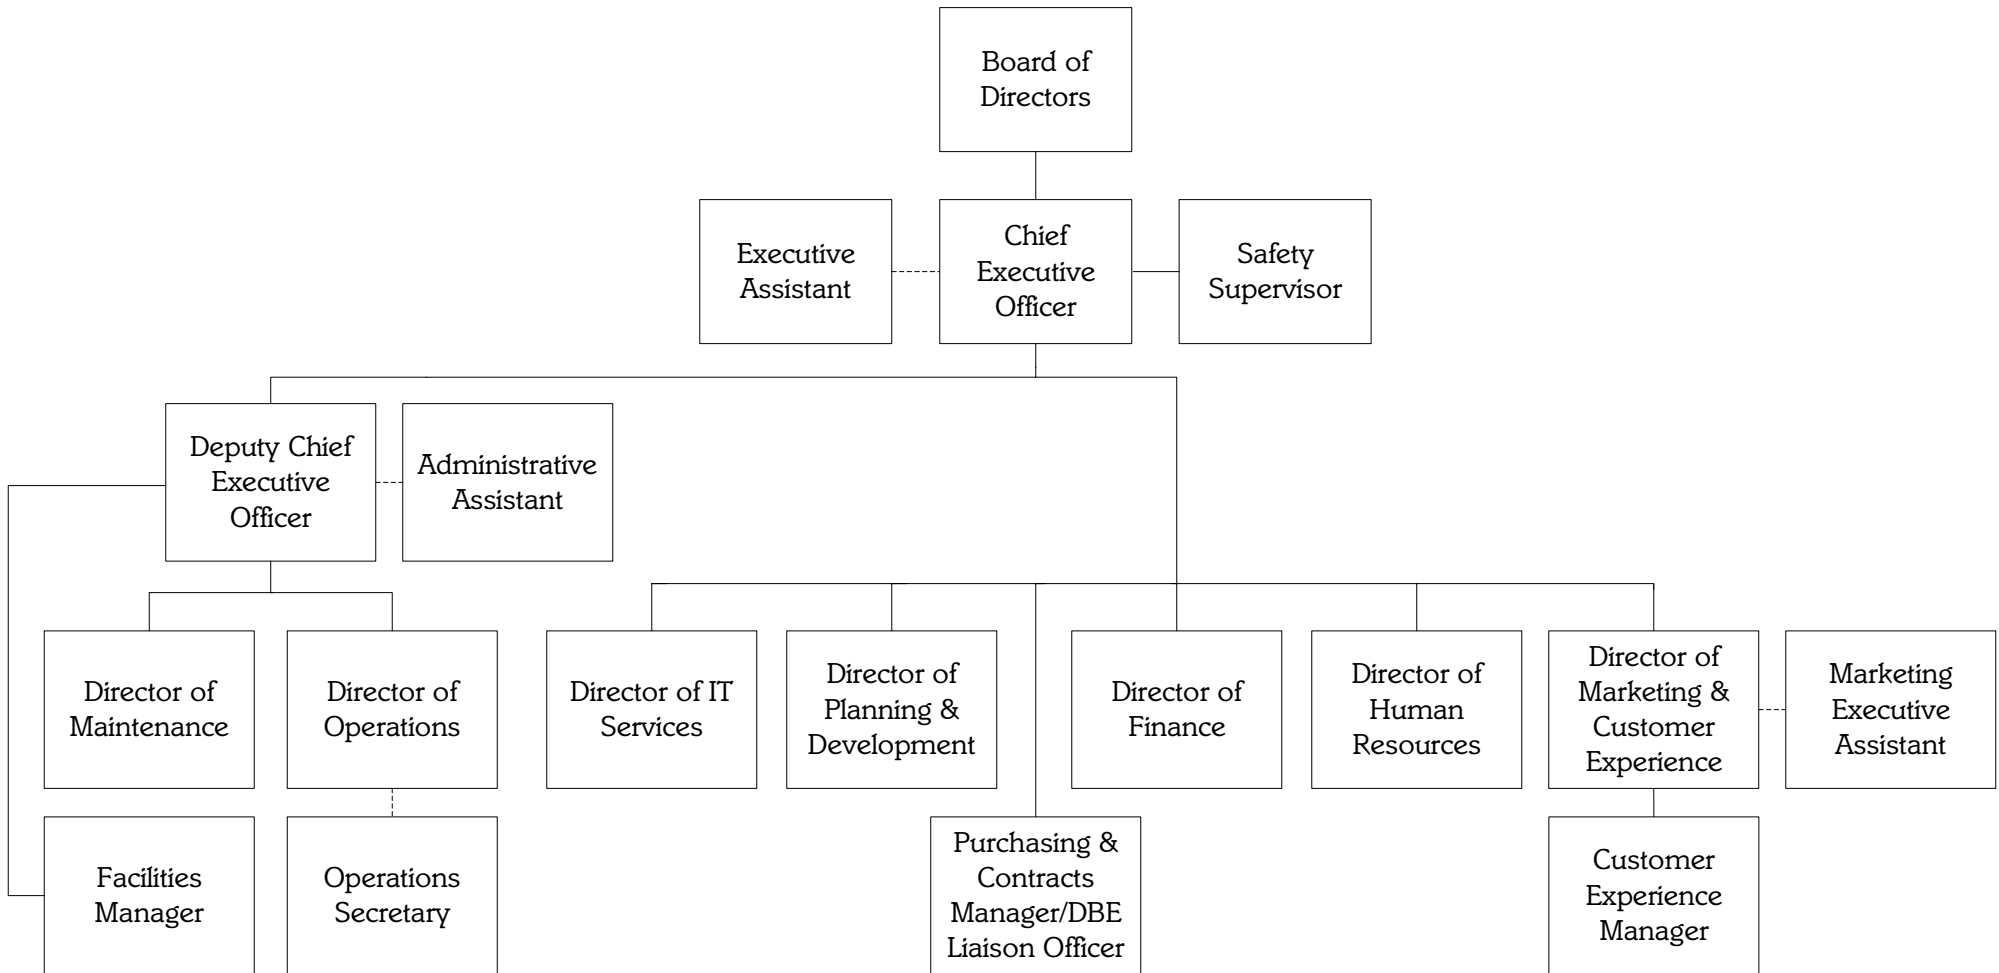 Board of
Directors
Executive
Assistant
Chief
Executive
Officer
Safety
Supervisor
Deputy Chief
Executive
Officer
Administrative
Assistant
Director of
Maintenance
Director of
Operations
Director of IT
Services
Director of
Planning &
Development
Director of
Finance
Director of
Human
Resources
Director of
Marketing &
Customer
Experience
Marketing
Executive
Assistant
Facilities
Manager
Operations
Secretary
Purchasing &
Contracts
Manager/DBE
Liaison Officer
Customer
Experience
Manager